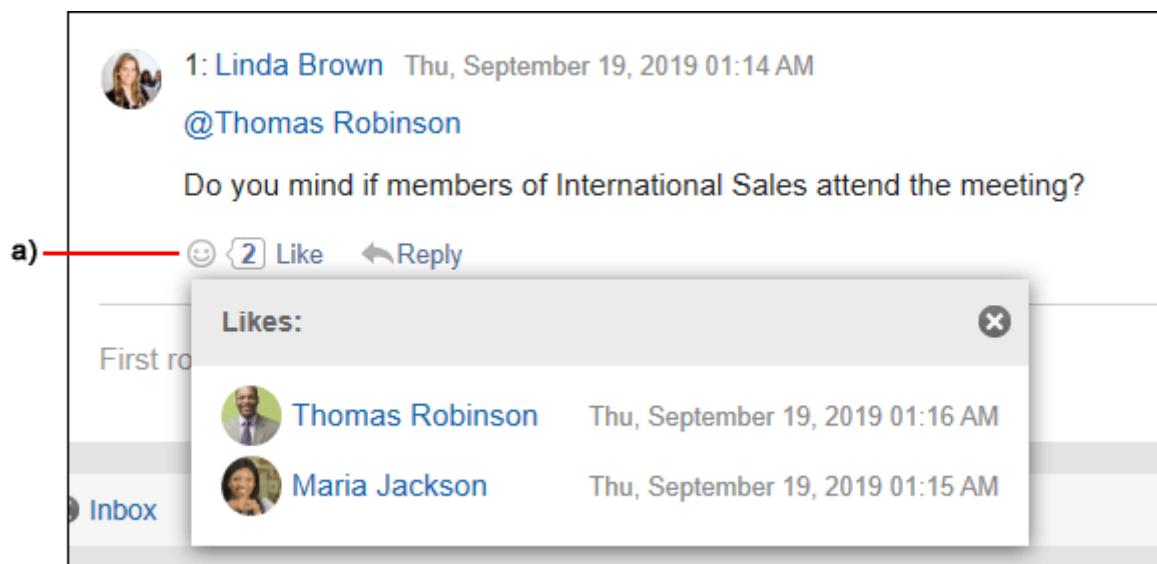 1: Linda Brown Thu, September 19, 2019 01:14 AM
@Thomas Robinson
Do you mind if members of International Sales attend the meeting?
a) 2 Like Reply
Likes:
First ro
Thomas Robinson Thu, September 19, 2019 01:16 AM
Maria Jackson Thu, September 19, 2019 01:15 AM
Inbox